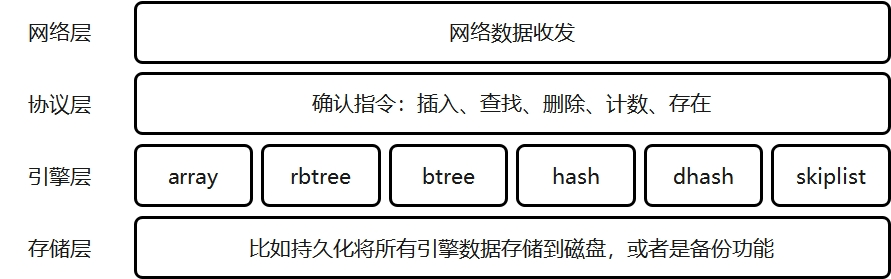 网络层 网络数据收发
协议层 确认指令：插入、查找、删除、计数、存在
引擎层 array rbtree btree hash dhash skiplist
存储层 比如持久化将所有引擎数据存储到磁盘，或者是备份功能